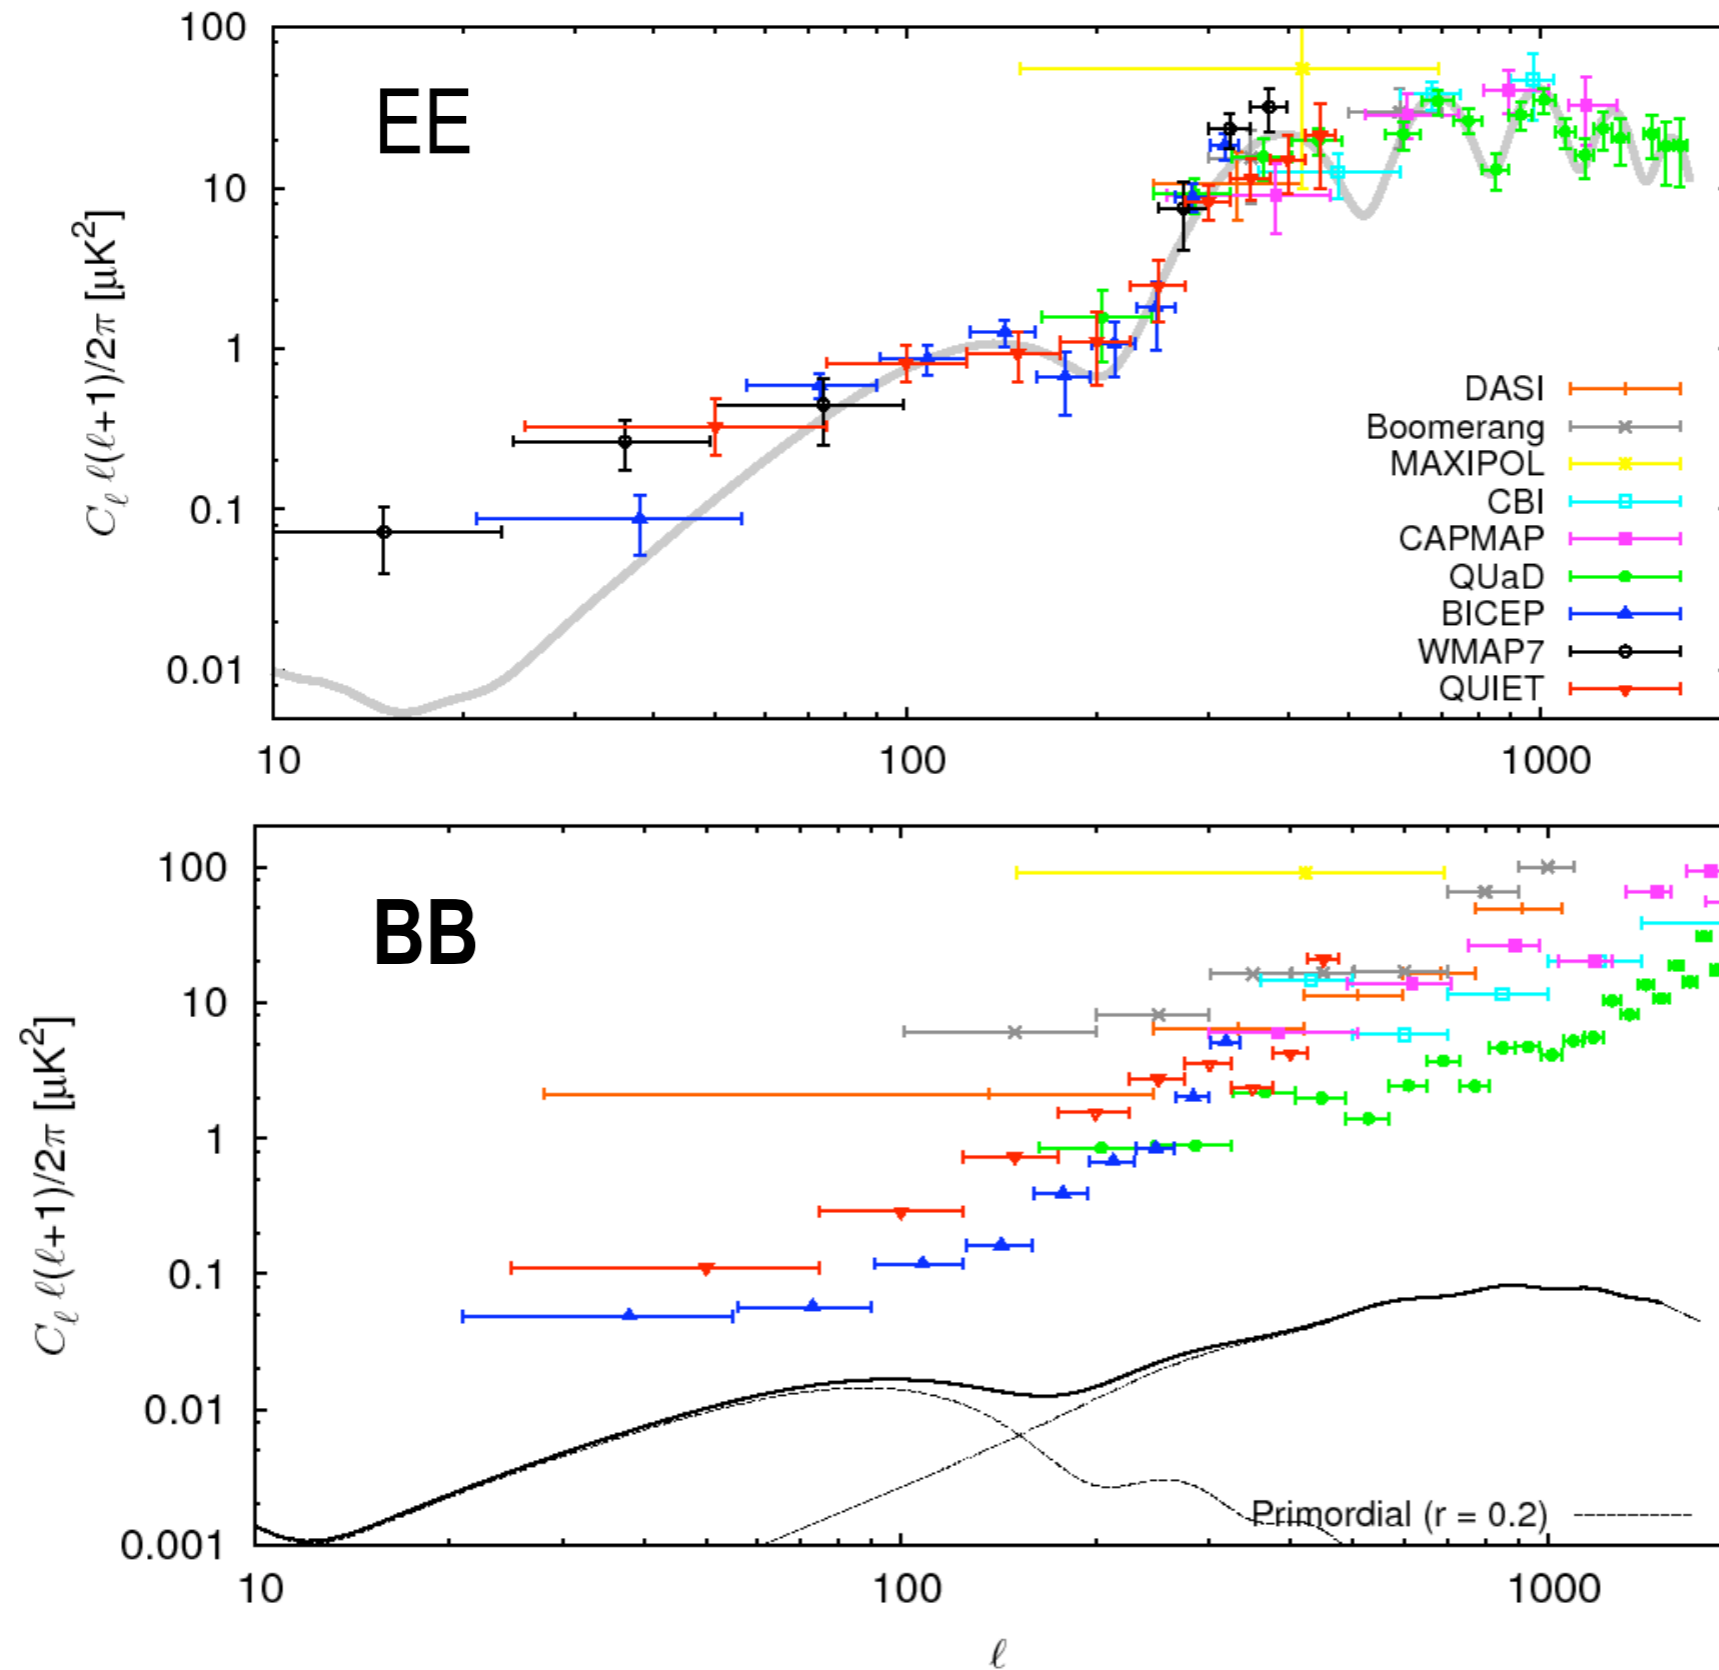 100
EE
10
1
0.1
0.01
C_ℓ ℓ(ℓ+1)/2π [μK²]
DASI
Boomerang
MAXIPOL
CBI
CAPMAP
QUaD
BICEP
WMAP7
QUIET
10 100 1000
100
BB
10
1
0.1
0.01
0.001
C_ℓ ℓ(ℓ+1)/2π [μK²]
Primordial (r = 0.2)
10 100 1000
ℓ